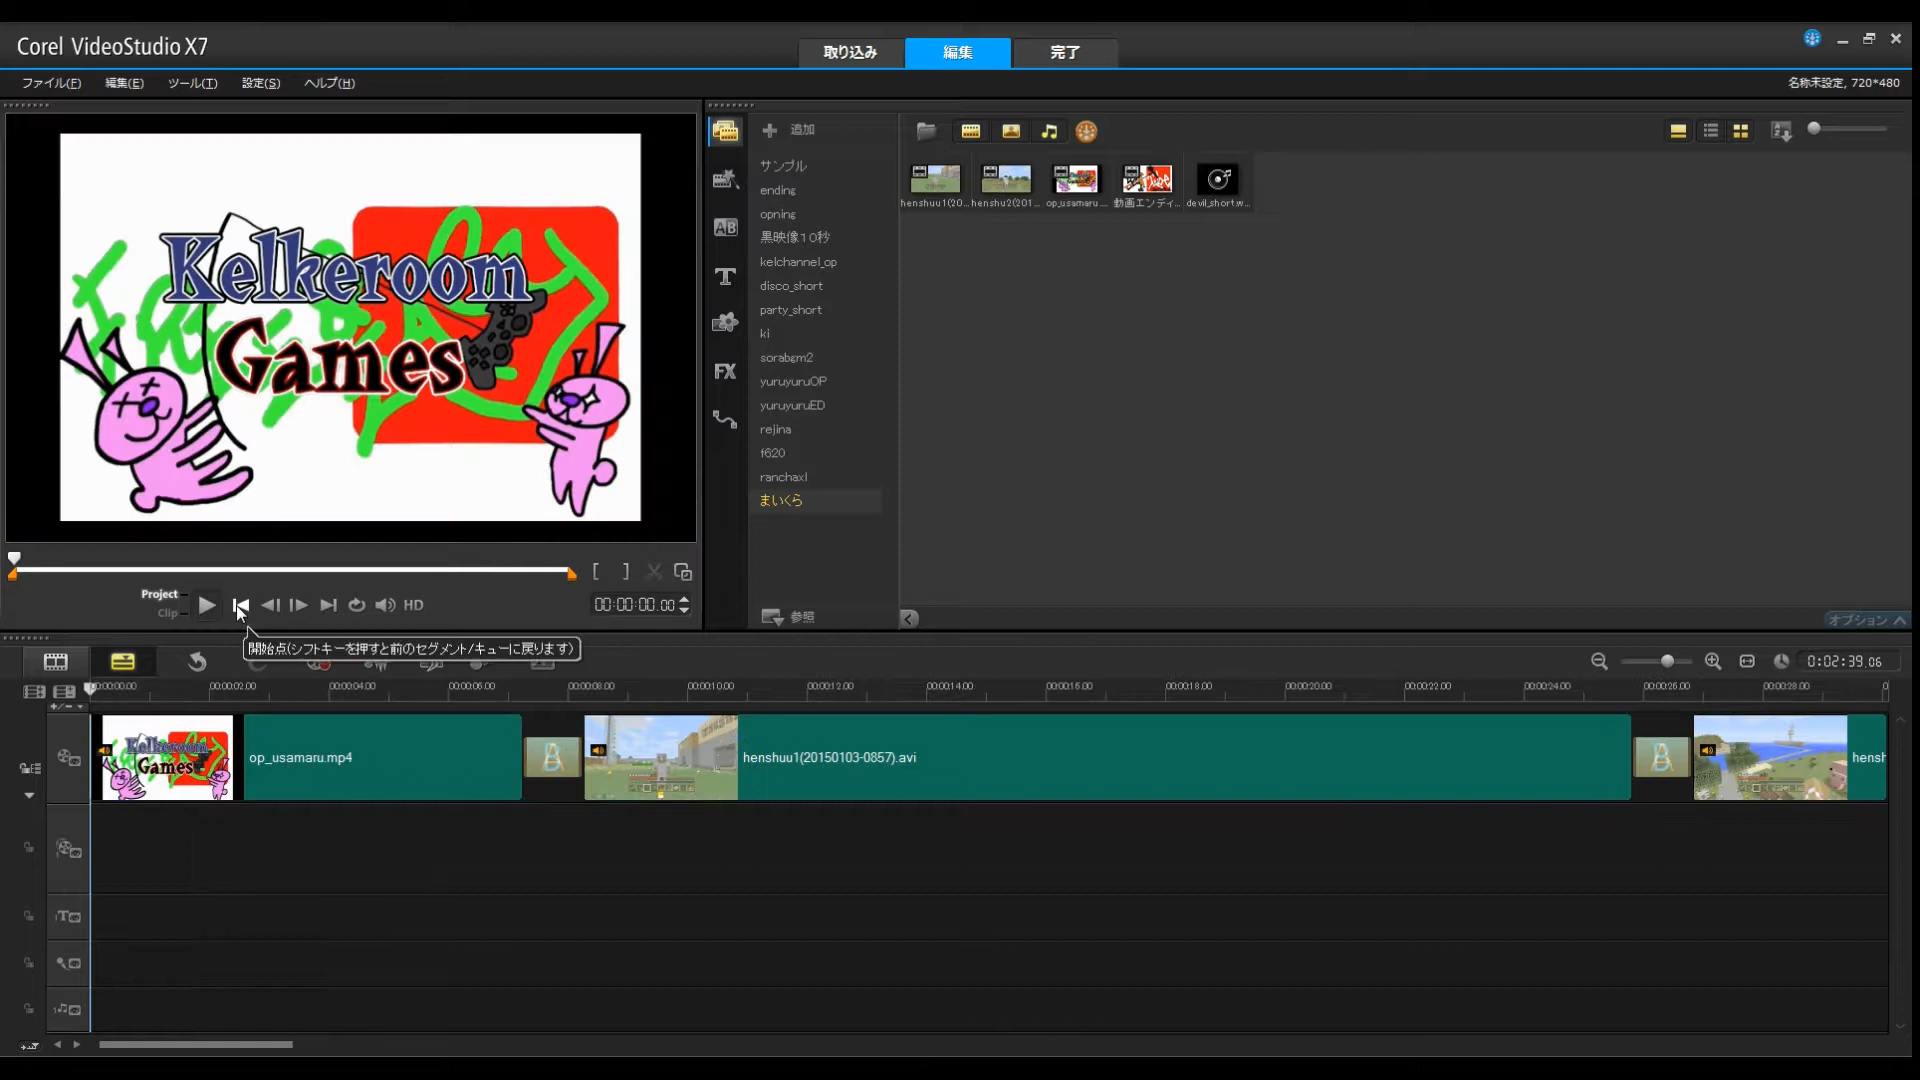 Corel VideoStudio X7
取り込み
編集
完了
ファイル(F)
編集(E)
ツール(T)
設定(S)
ヘルプ(H)
名称未設定, 720*480
Kelkeroom
Games
追加
サンプル
ending
opning
黒映像10秒
kelchannel_op
disco_short
party_short
ki
sorabgm2
yuruyuruOP
yuruyuruED
rejina
f620
ranchaxl
まいくら
参照
AB
T
FX
henshuu1(20...
henshu2(201...
op_usamaru...
動画エンディ...
devil_short.w...
オプション
Project
Clip
HD
00:00:00.00
開始点(シフトキーを押すと前のセグメント/キューに戻ります)
0:02:39.06
00:00:00.00
00:00:02.00
00:00:04.00
00:00:06.00
00:00:08.00
00:00:10.00
00:00:12.00
00:00:14.00
00:00:16.00
00:00:18.00
00:00:20.00
00:00:22.00
00:00:24.00
00:00:26.00
00:00:28.00
Kelkeroom
Games
op_usamaru.mp4
henshuu1(20150103-0857).avi
hensh